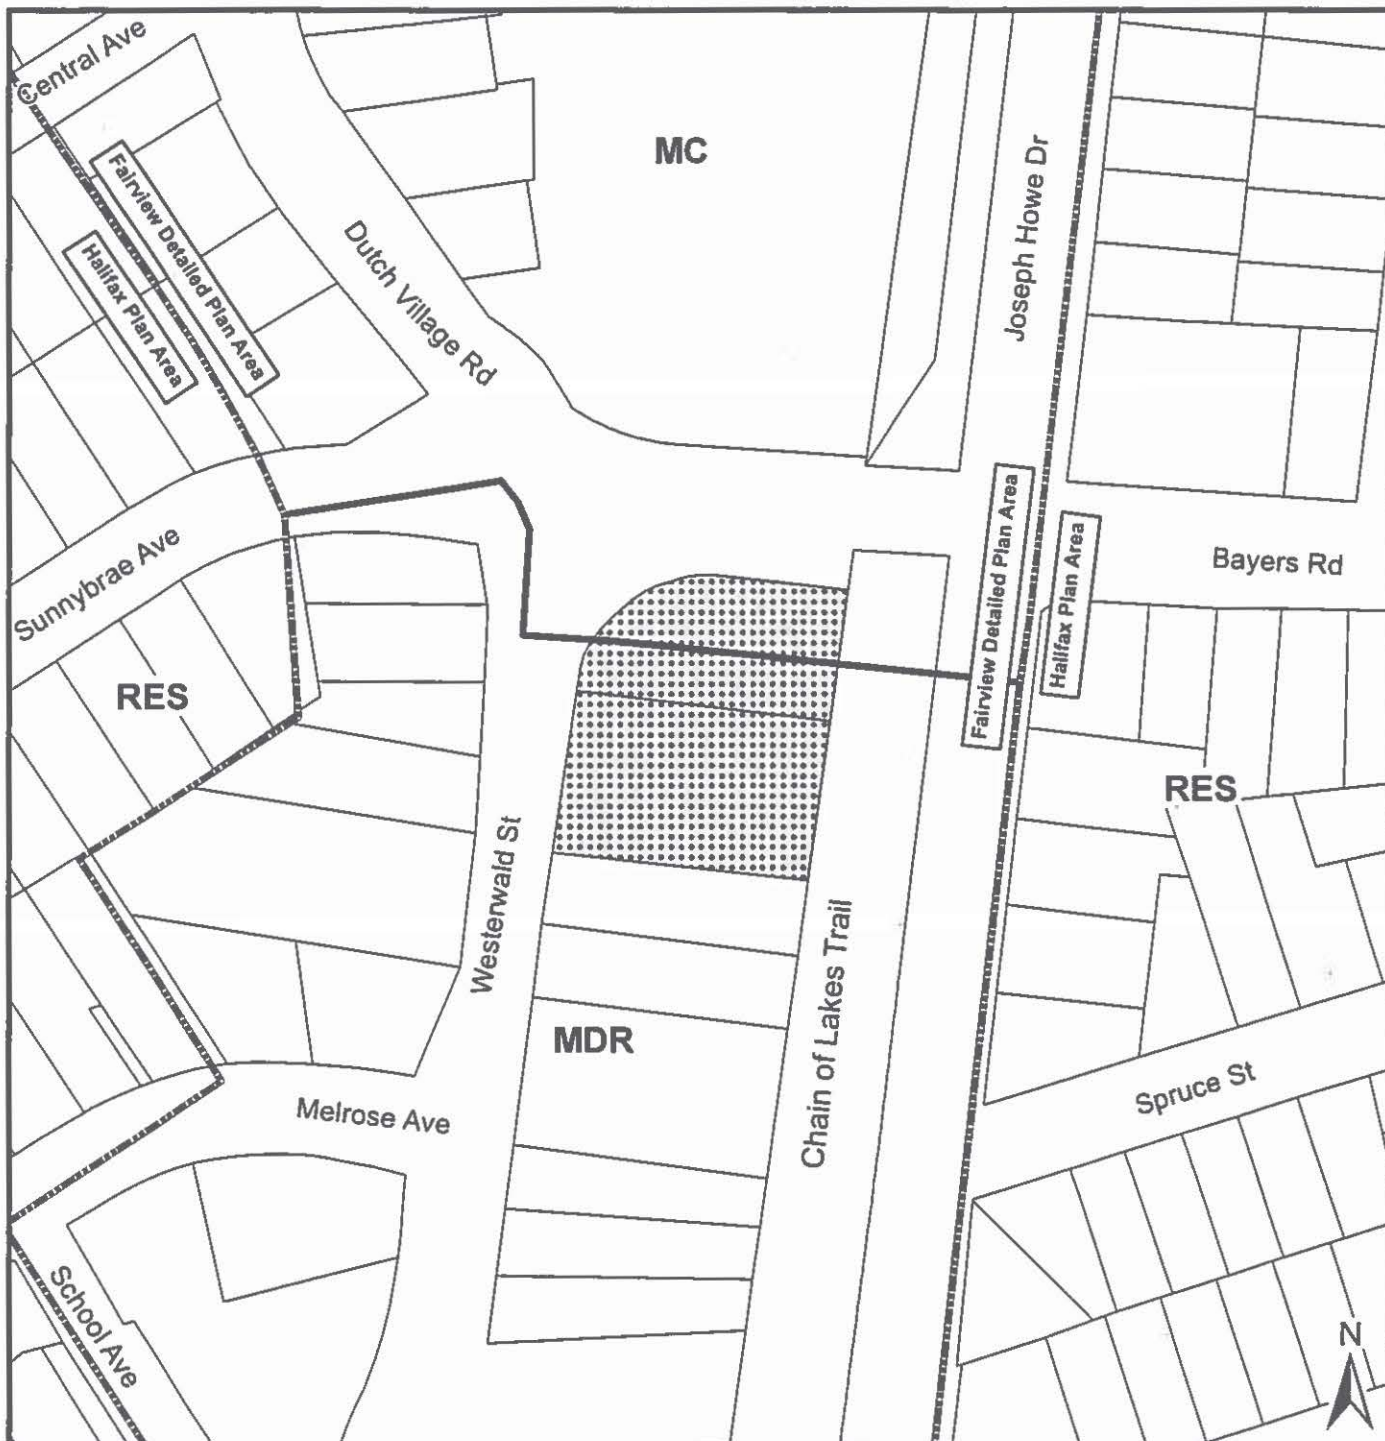 Central Ave
MC
Fairview Detailed Plan Area
Halifax Plan Area
Dutch Village Rd
Joseph Howe Dr
Fairview Detailed Plan Area
Halifax Plan Area
Bayers Rd
Sunnybrae Ave
RES
RES
Westerwald St
Chain of Lakes Trail
MDR
Melrose Ave
Spruce St
School Ave
N